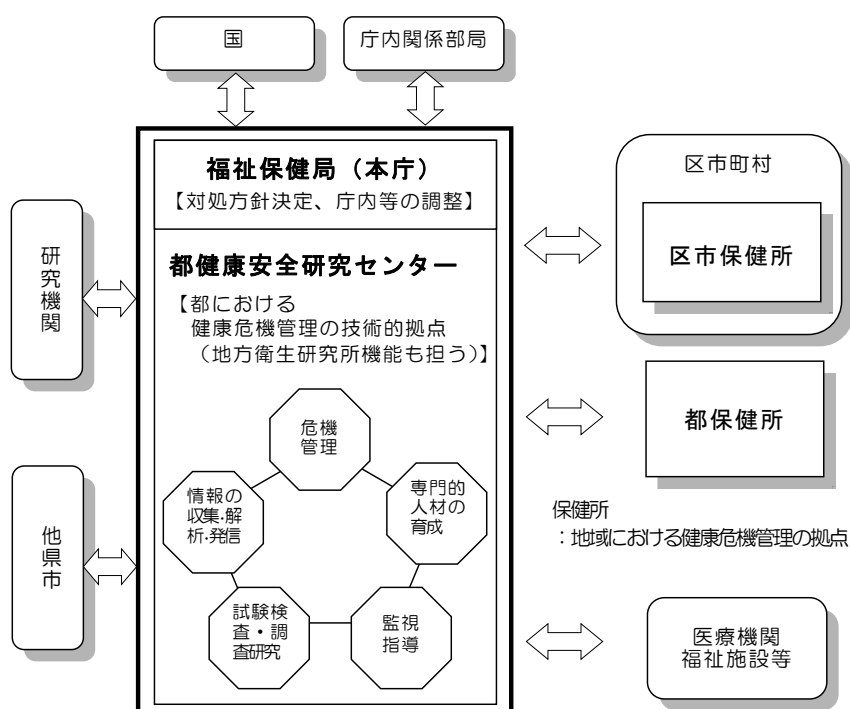 国
庁内関係部局
福祉保健局（本庁）
【対処方針決定、庁内等の調整】
都健康安全研究センター
【都における
健康危機管理の技術的拠点
（地方衛生研究所機能も担う）】
危機
管理
情報の
収集・解
析・発信
専門的
人材の
育成
試験検
査・調
査研究
監視
指導
研究機関
他県市
区市町村
区市保健所
都保健所
保健所
：地域における健康危機管理の拠点
医療機関
福祉施設等